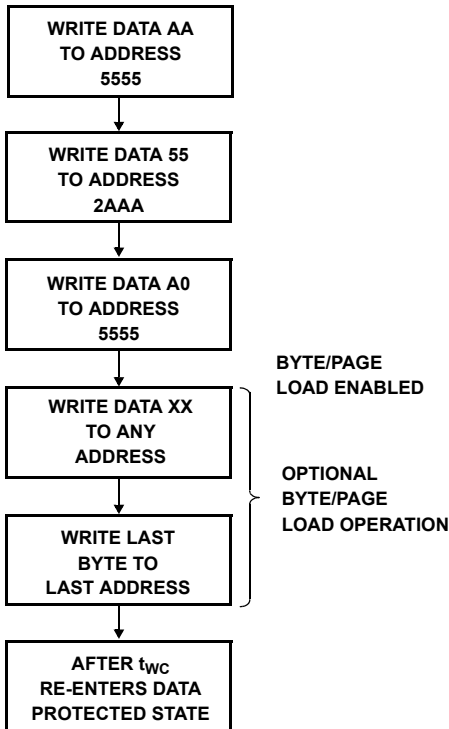 WRITE DATA AA
TO ADDRESS
5555
WRITE DATA 55
TO ADDRESS
2AAA
WRITE DATA A0
TO ADDRESS
5555
BYTE/PAGE
LOAD ENABLED
WRITE DATA XX
TO ANY
ADDRESS
OPTIONAL
BYTE/PAGE
LOAD OPERATION
WRITE LAST
BYTE TO
LAST ADDRESS
AFTER tWC
RE-ENTERS DATA
PROTECTED STATE